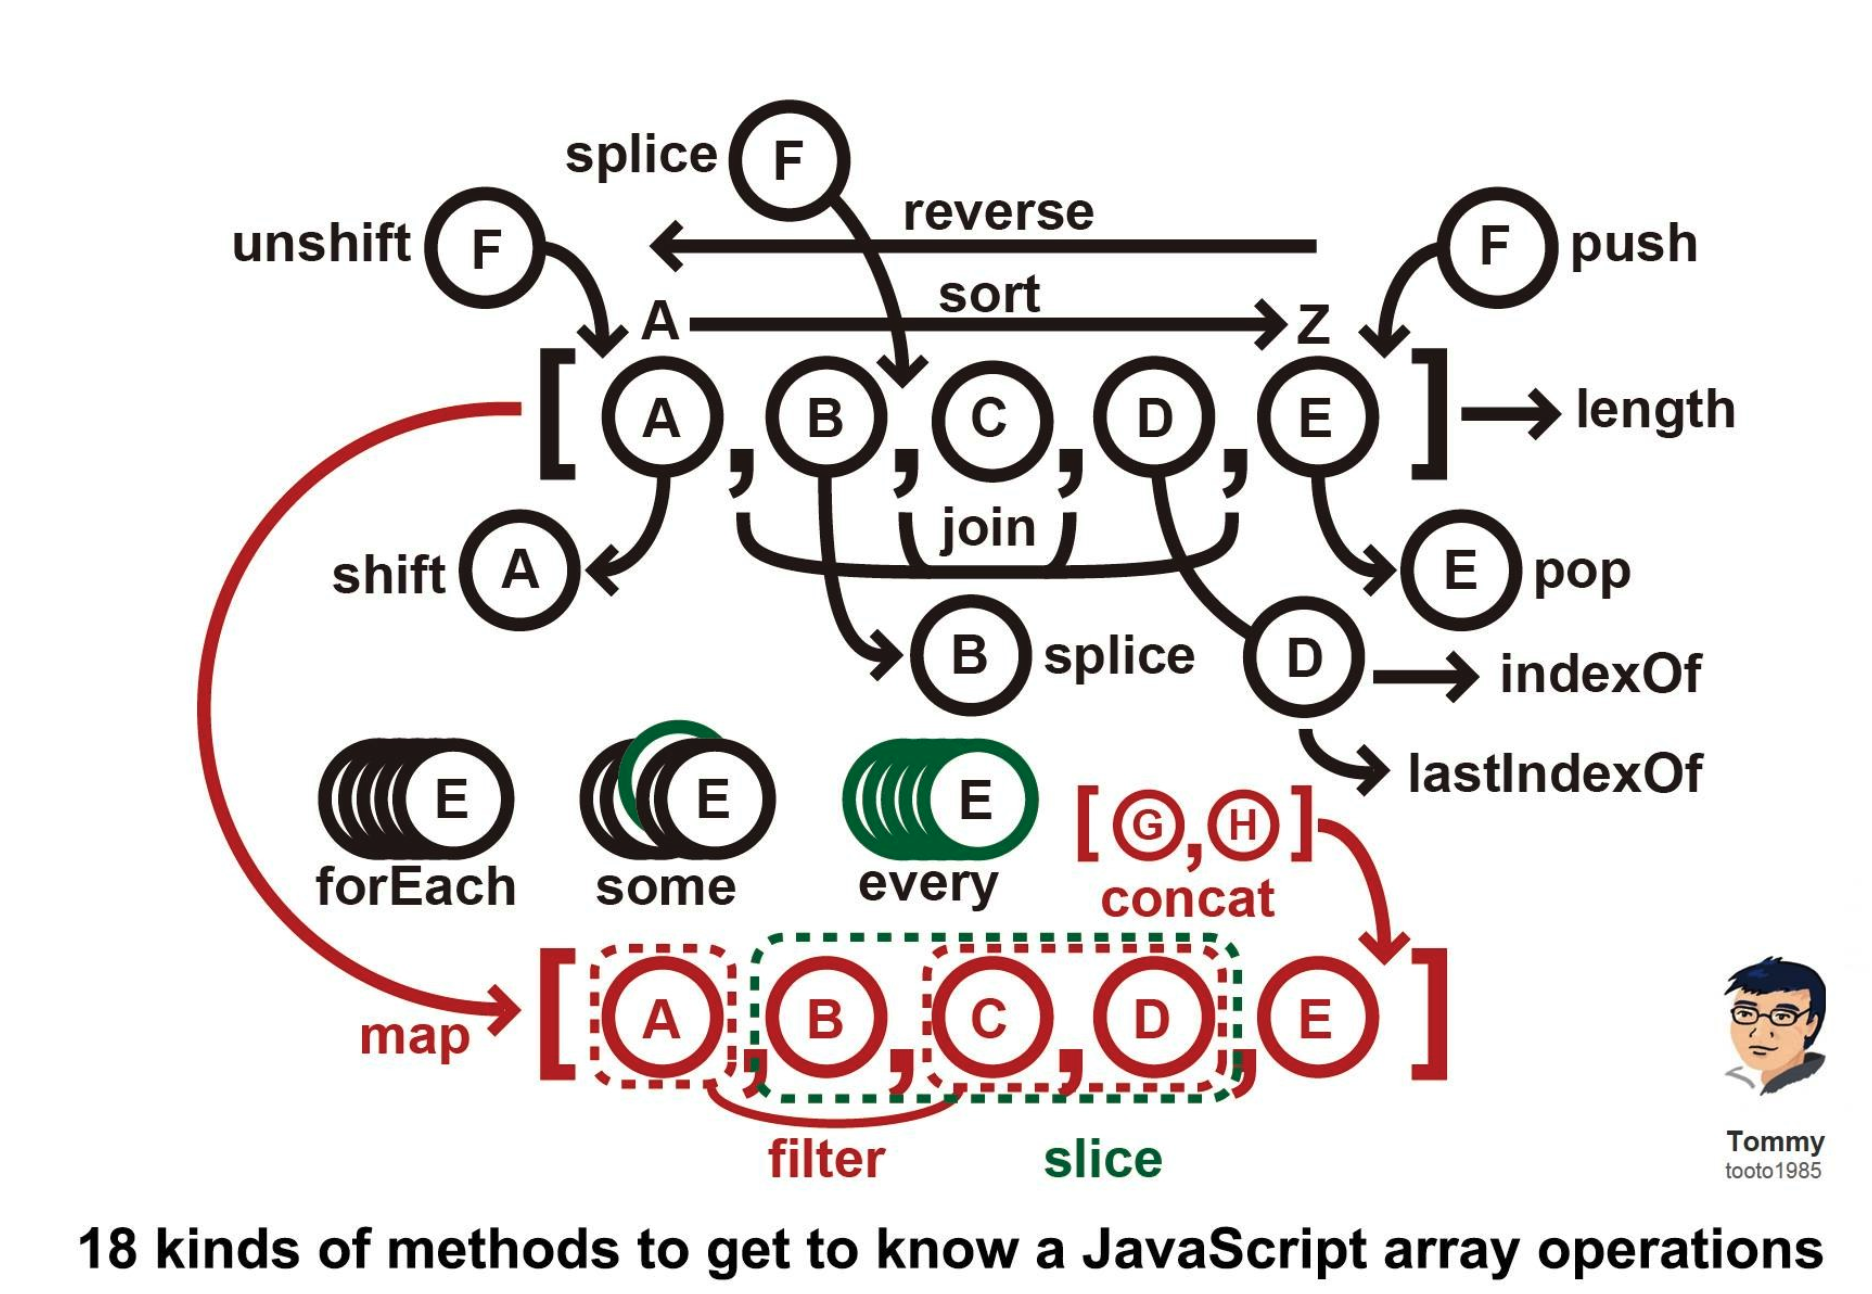 splice F
unshift F
reverse
F push
sort
A Z
[ A , B , C , D , E ] length
join
shift A
E pop
B splice
D indexOf
lastIndexOf
E E E
forEach some every
[ G , H ]
concat
map [ A , B , C , D , E ]
filter slice
Tommy
tooto1985
18 kinds of methods to get to know a JavaScript array operations